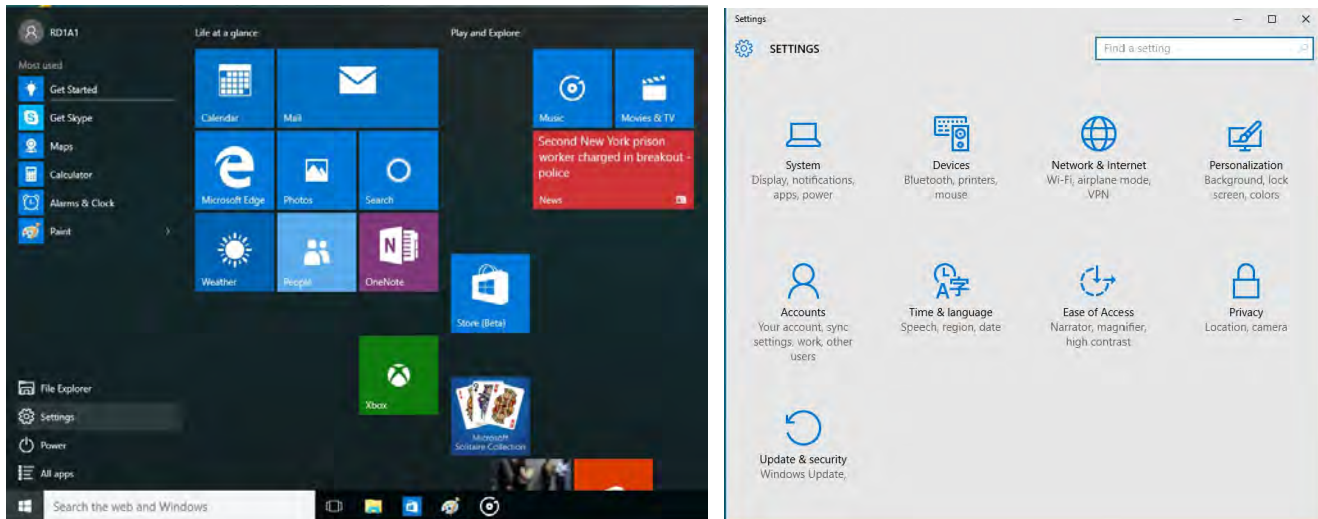 RD1A1
Life at a glance
Play and Explore
Most used
Get Started
Get Skype
Maps
Calculator
Alarms & Clock
Paint
Calendar
Mail
Microsoft Edge
Photos
Search
Weather
People
OneNote
Xbox
Music
Movies & TV
Second New York prison
worker charged in breakout -
police
News
Store (Beta)
Microsoft
Solitaire Collection
File Explorer
Settings
Power
All apps
Search the web and Windows
Settings
SETTINGS
Find a setting
System
Display, notifications,
apps, power
Devices
Bluetooth, printers,
mouse
Network & Internet
Wi-Fi, airplane mode,
VPN
Personalization
Background, lock
screen, colors
Accounts
Your account, sync
settings, work, other
users
Time & language
Speech, region, date
Ease of Access
Narrator, magnifier,
high contrast
Privacy
Location, camera
Update & security
Windows Update,